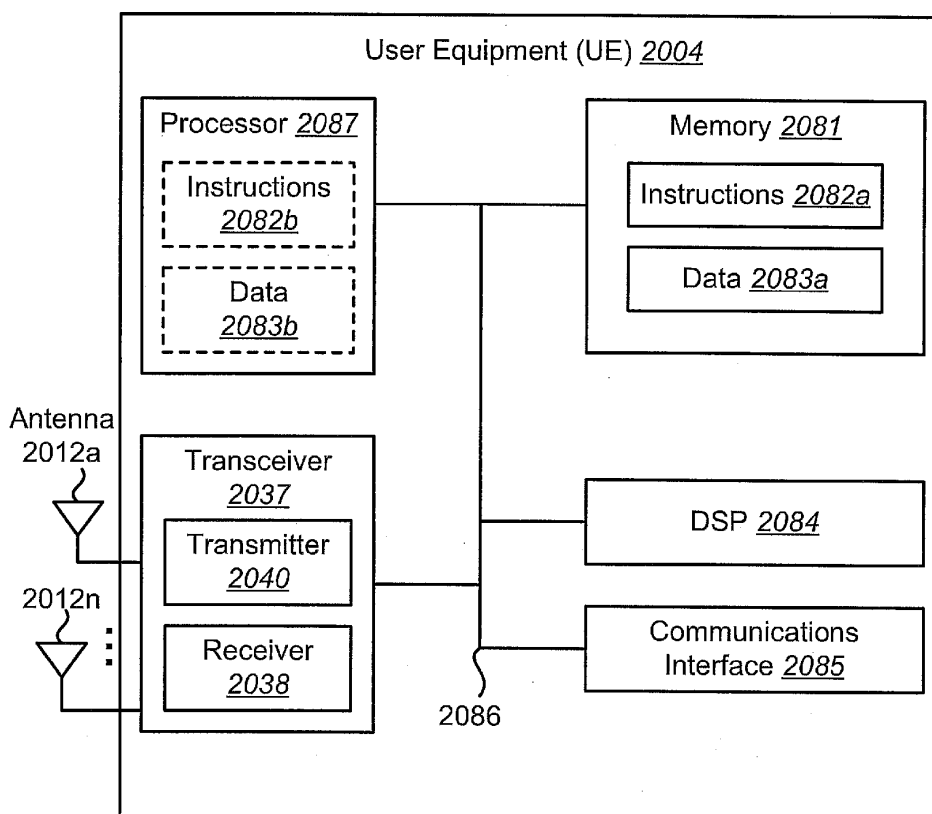 User Equipment (UE) 2004
Processor 2087
Instructions
2082b
Data
2083b
Memory 2081
Instructions 2082a
Data 2083a
Antenna
2012a
2012n
Transceiver
2037
Transmitter
2040
Receiver
2038
DSP 2084
Communications
Interface 2085
2086